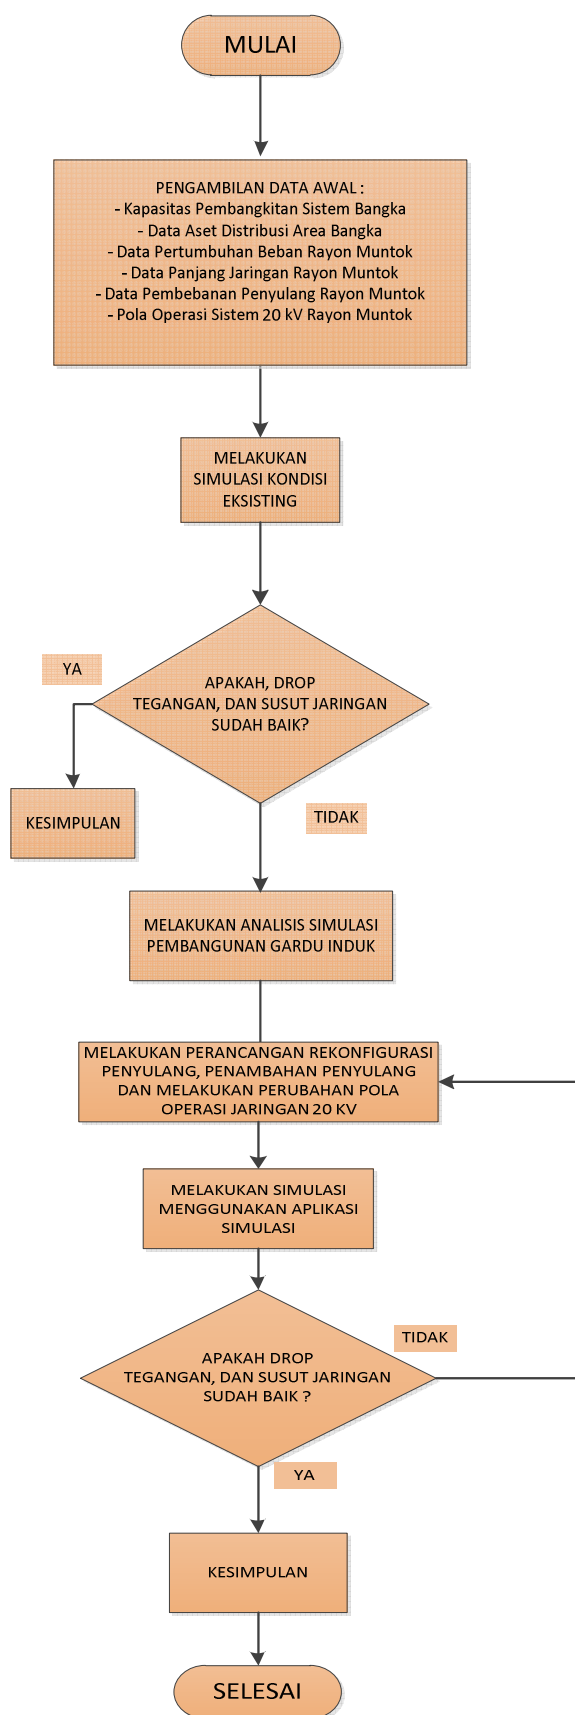 MULAI
PENGAMBILAN DATA AWAL :
- Kapasitas Pembangkitan Sistem Bangka
- Data Aset Distribusi Area Bangka
- Data Pertumbuhan Beban Rayon Muntok
- Data Panjang Jaringan Rayon Muntok
- Data Pembebanan Penyulang Rayon Muntok
- Pola Operasi Sistem 20 kV Rayon Muntok
MELAKUKAN
SIMULASI KONDISI
EKSISTING
YA
APAKAH, DROP
TEGANGAN, DAN SUSUT JARINGAN
SUDAH BAIK?
KESIMPULAN
TIDAK
MELAKUKAN ANALISIS SIMULASI
PEMBANGUNAN GARDU INDUK
MELAKUKAN PERANCANGAN REKONFIGURASI
PENYULANG, PENAMBAHAN PENYULANG
DAN MELAKUKAN PERUBAHAN POLA
OPERASI JARINGAN 20 KV
MELAKUKAN SIMULASI
MENGGUNAKAN APLIKASI
SIMULASI
TIDAK
APAKAH DROP
TEGANGAN, DAN SUSUT JARINGAN
SUDAH BAIK ?
YA
KESIMPULAN
SELESAI